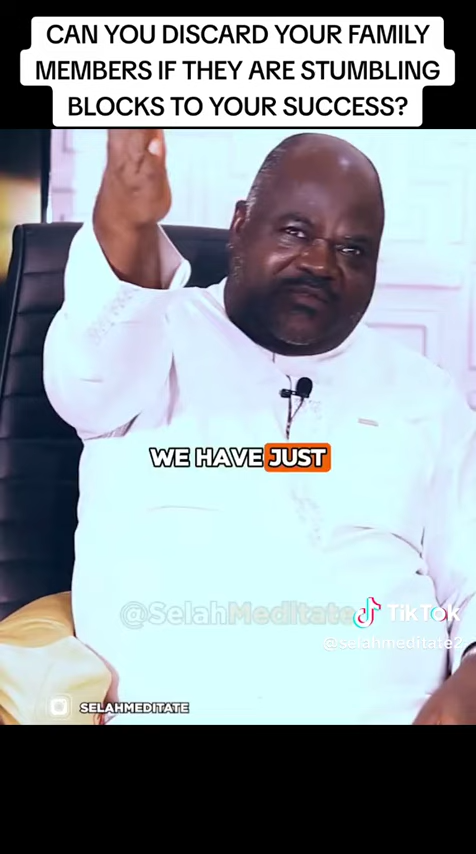 CAN YOU DISCARD YOUR FAMILY
MEMBERS IF THEY ARE STUMBLING
BLOCKS TO YOUR SUCCESS?
WE HAVE JUST
@SelahMeditate
TikTok
@selahmeditate2
SELAHMEDITATE